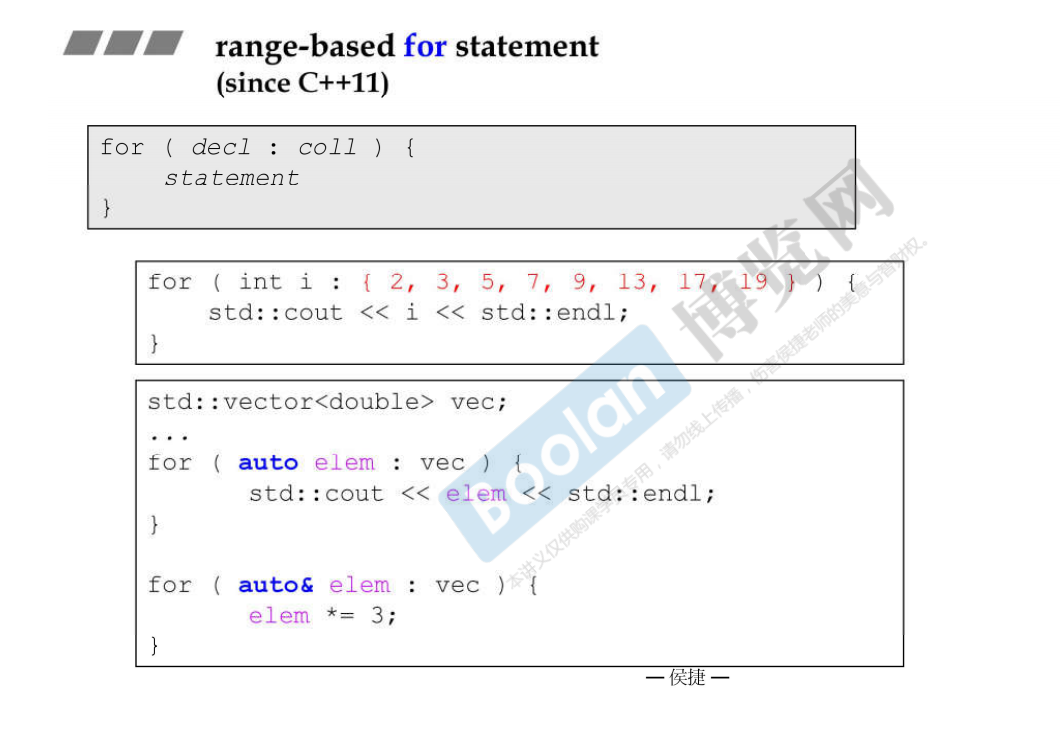 range-based for statement
(since C++11)
for ( decl : coll ) {
statement
}
for ( int i : { 2, 3, 5, 7, 9, 13, 17, 19 } ) {
std::cout << i << std::endl;
}
std::vector<double> vec;
...
for ( auto elem : vec ) {
std::cout << elem << std::endl;
}
for ( auto& elem : vec ) {
elem *= 3;
}
— 侯捷 —
Boolan 博览网
本讲义仅供购课学员专用，请勿线上传播，伤害侯捷老师的美意与智财权。